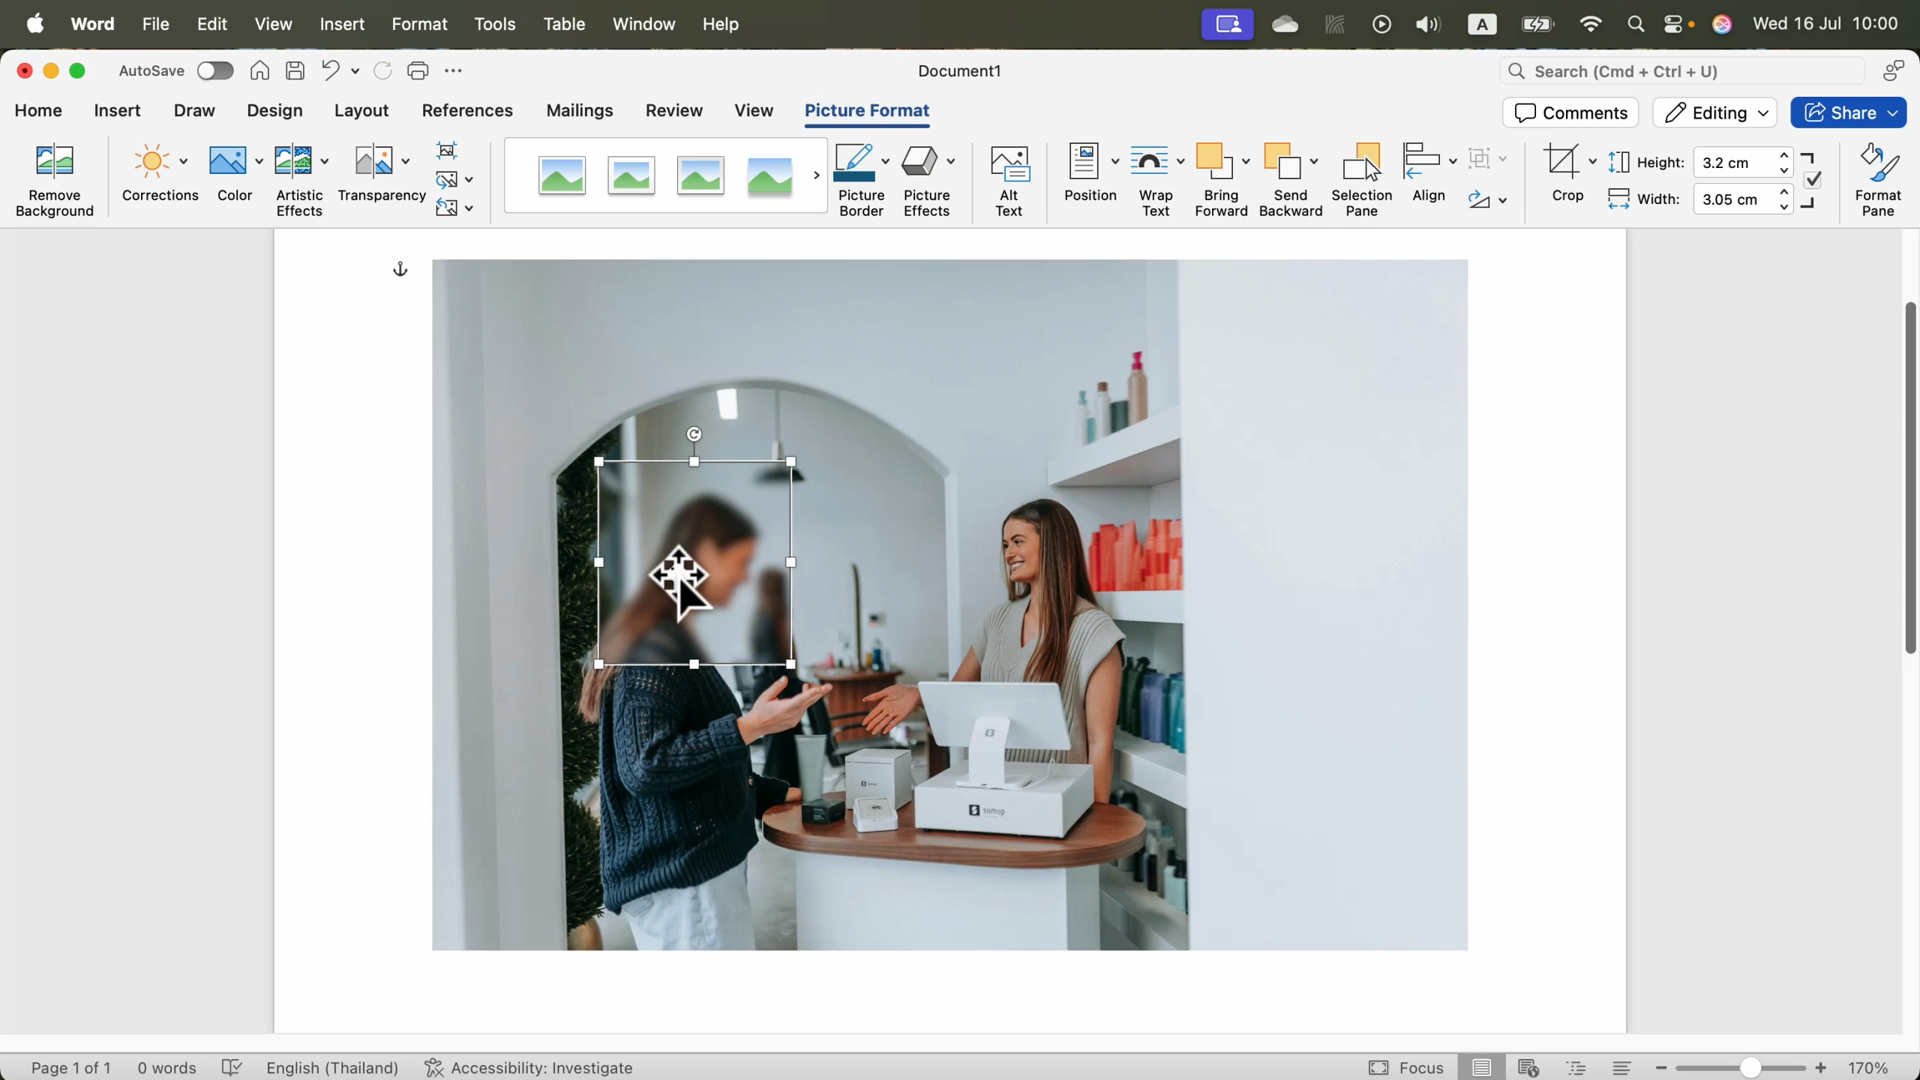 Word File Edit View Insert Format Tools Table Window Help A Wed 16 Jul 10:00
AutoSave Document1 Search (Cmd + Ctrl + U)
Home Insert Draw Design Layout References Mailings Review View Picture Format Comments Editing Share
Remove Background
Corrections
Color
Artistic Effects
Transparency
Picture Border
Picture Effects
Alt Text
Position
Wrap Text
Bring Forward
Send Backward
Selection Pane
Align
Crop
Height: 3.2 cm
Width: 3.05 cm
Format Pane
sumup
Page 1 of 1 0 words English (Thailand) Accessibility: Investigate Focus 170%